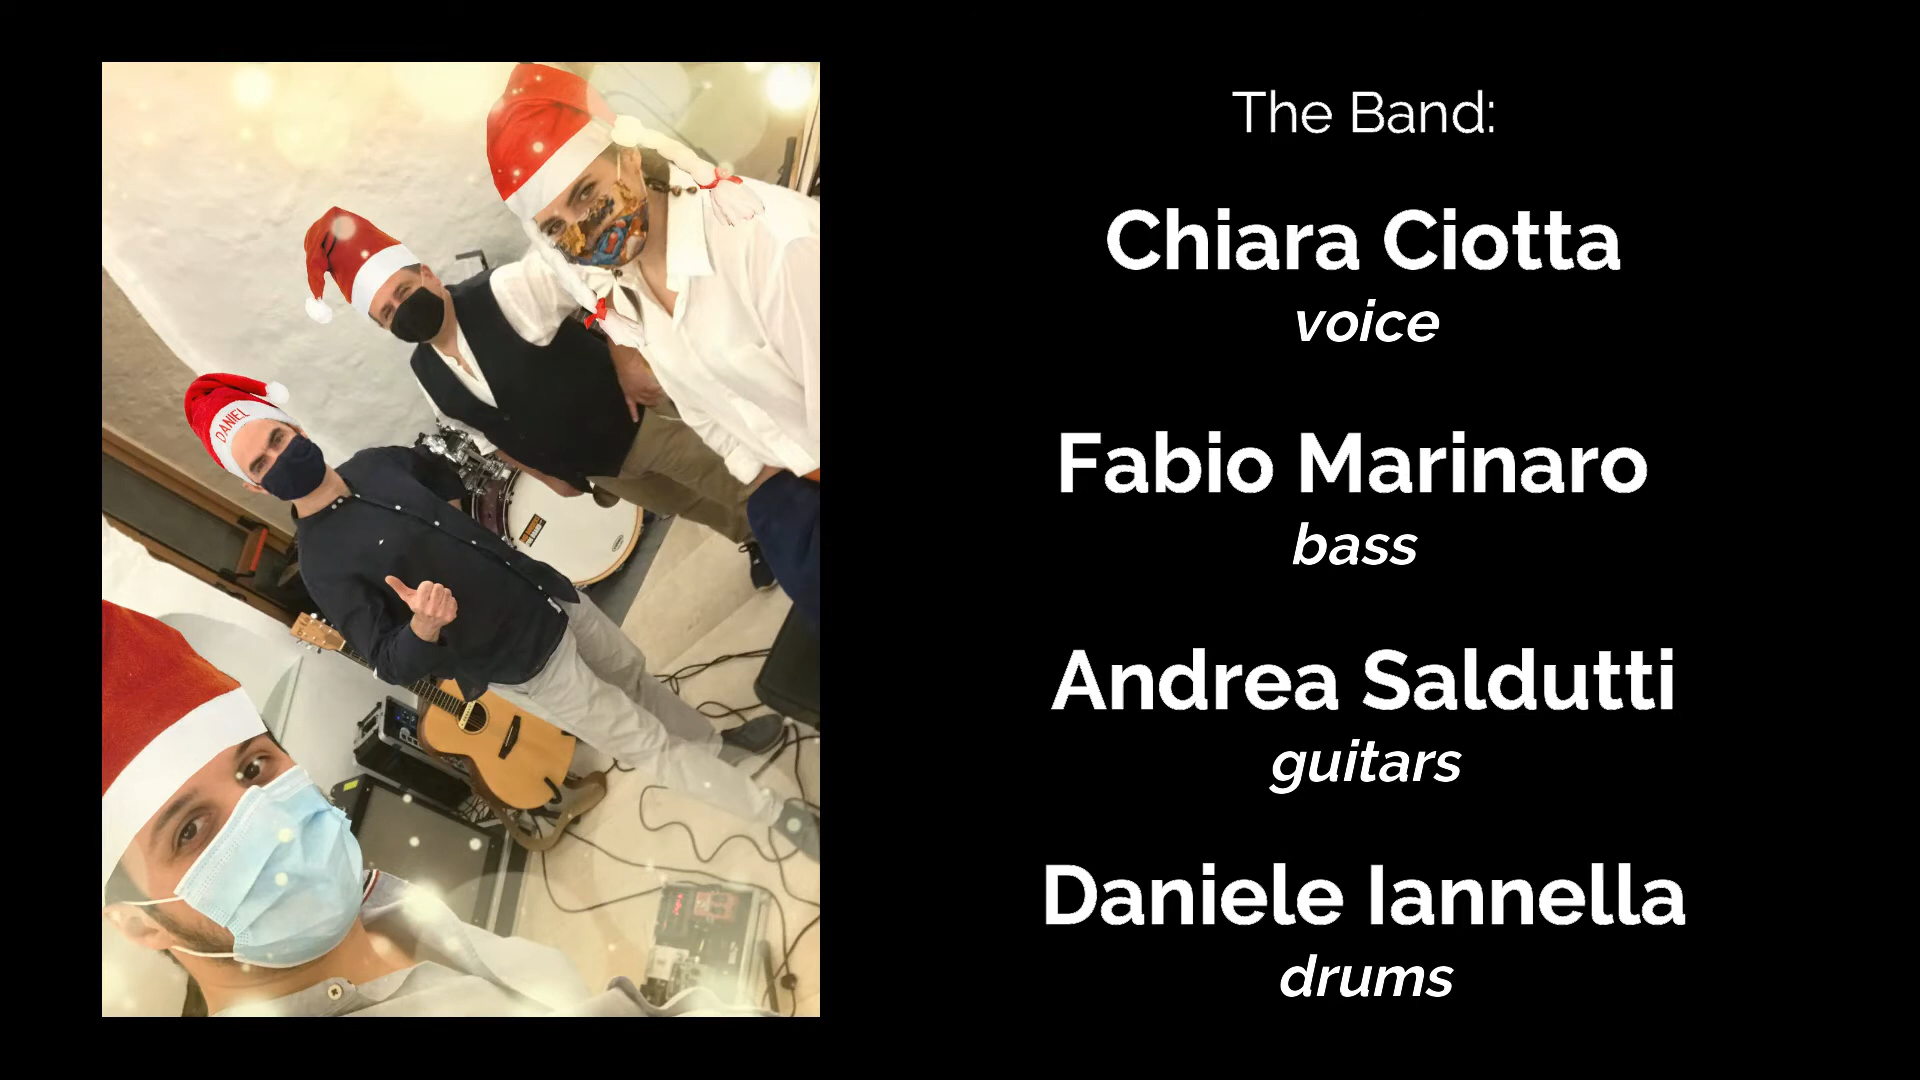 DANIEL
The Band:
Chiara Ciotta
voice
Fabio Marinaro
bass
Andrea Saldutti
guitars
Daniele Iannella
drums